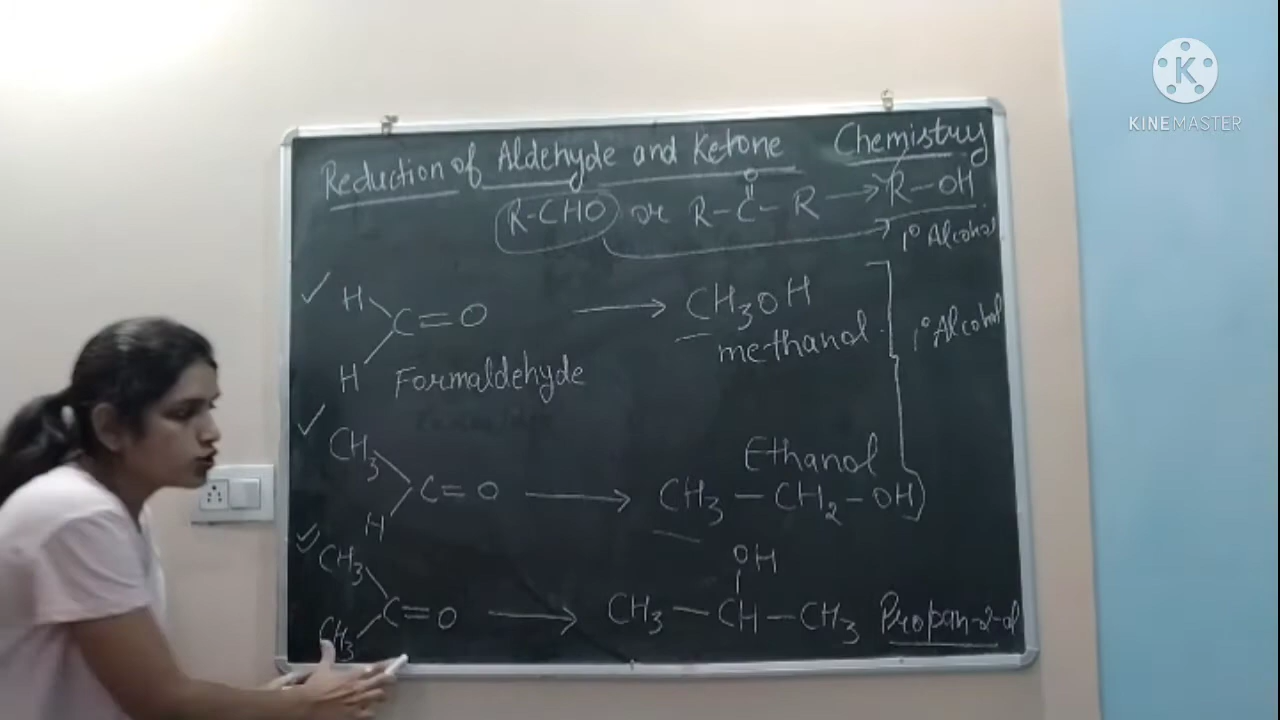 KINEMASTER
Reduction of Aldehyde and Ketone Chemistry
O
R-CHO or R-C-R → R-OH
1° Alcohol
H
C=O → CH3OH
methanol
1° Alcohol
H
Formaldehyde
CH3
Ethanol
C=O → CH3-CH2-OH
H
CH3
OH
C=O → CH3-CH-CH3 Propan-2-ol
CH3